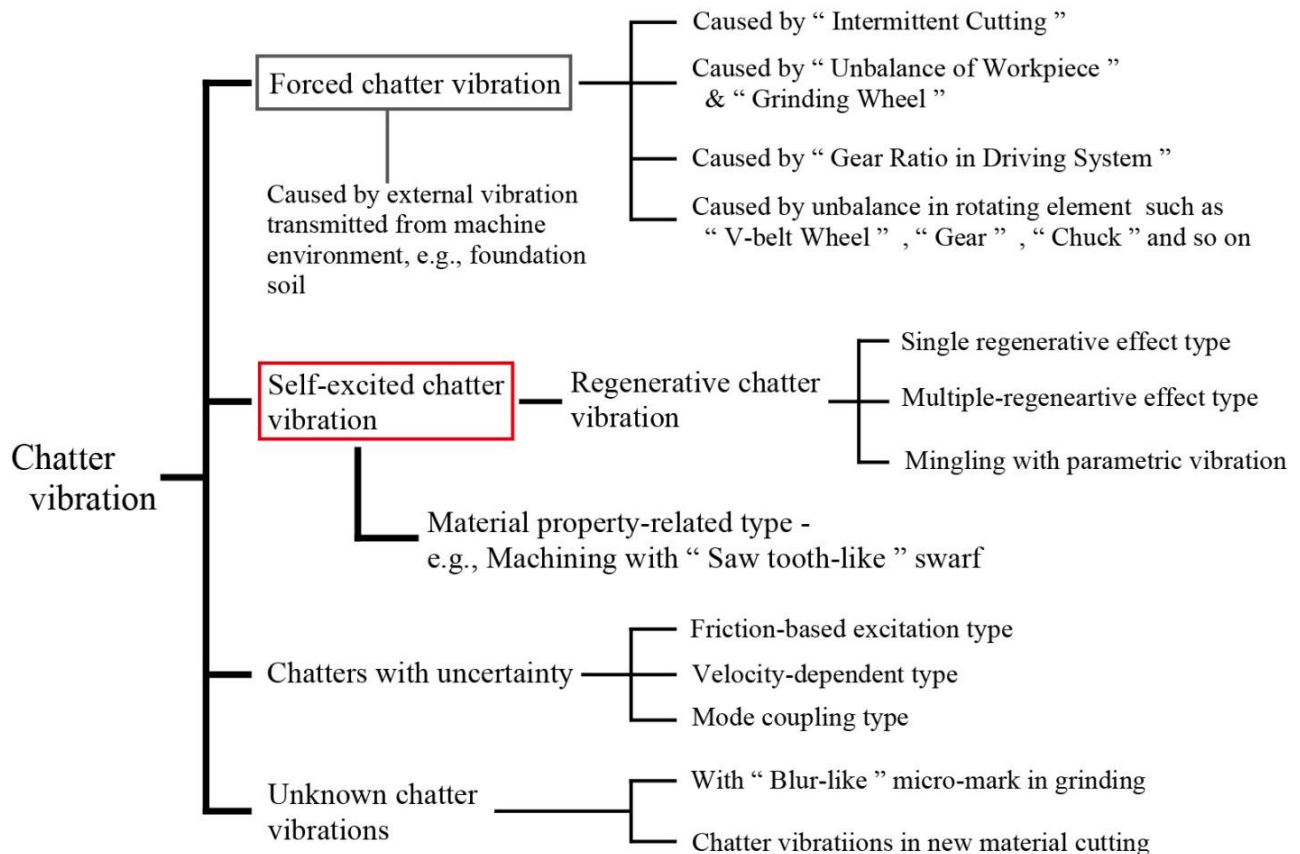 Chatter
vibration
Forced chatter vibration
Caused by external vibration
transmitted from machine
environment, e.g., foundation
soil
Caused by “ Intermittent Cutting ”
Caused by “ Unbalance of Workpiece ”
& “ Grinding Wheel ”
Caused by “ Gear Ratio in Driving System ”
Caused by unbalance in rotating element such as
“ V-belt Wheel ” , “ Gear ” , “ Chuck ” and so on
Self-excited chatter
vibration
Regenerative chatter
vibration
Single regenerative effect type
Multiple-regeneartive effect type
Mingling with parametric vibration
Material property-related type -
e.g., Machining with “ Saw tooth-like ” swarf
Chatters with uncertainty
Friction-based excitation type
Velocity-dependent type
Mode coupling type
Unknown chatter
vibrations
With “ Blur-like ” micro-mark in grinding
Chatter vibratiions in new material cutting